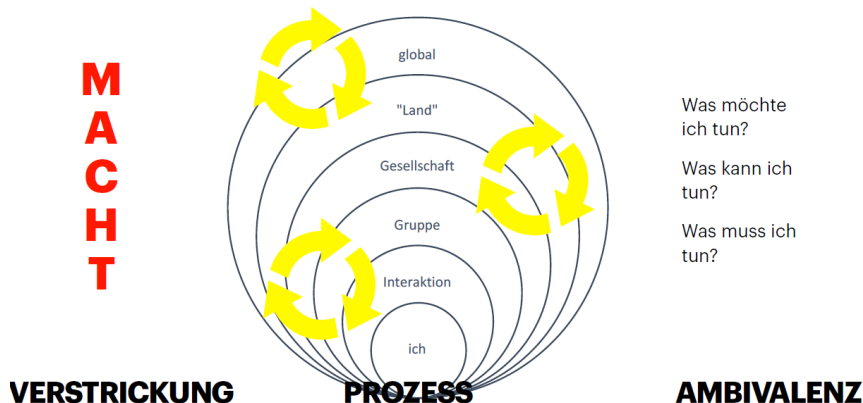 M
A
C
H
T
global
"Land"
Gesellschaft
Gruppe
Interaktion
ich
Was möchte
ich tun?
Was kann ich
tun?
Was muss ich
tun?
VERSTRICKUNG
PROZESS
AMBIVALENZ